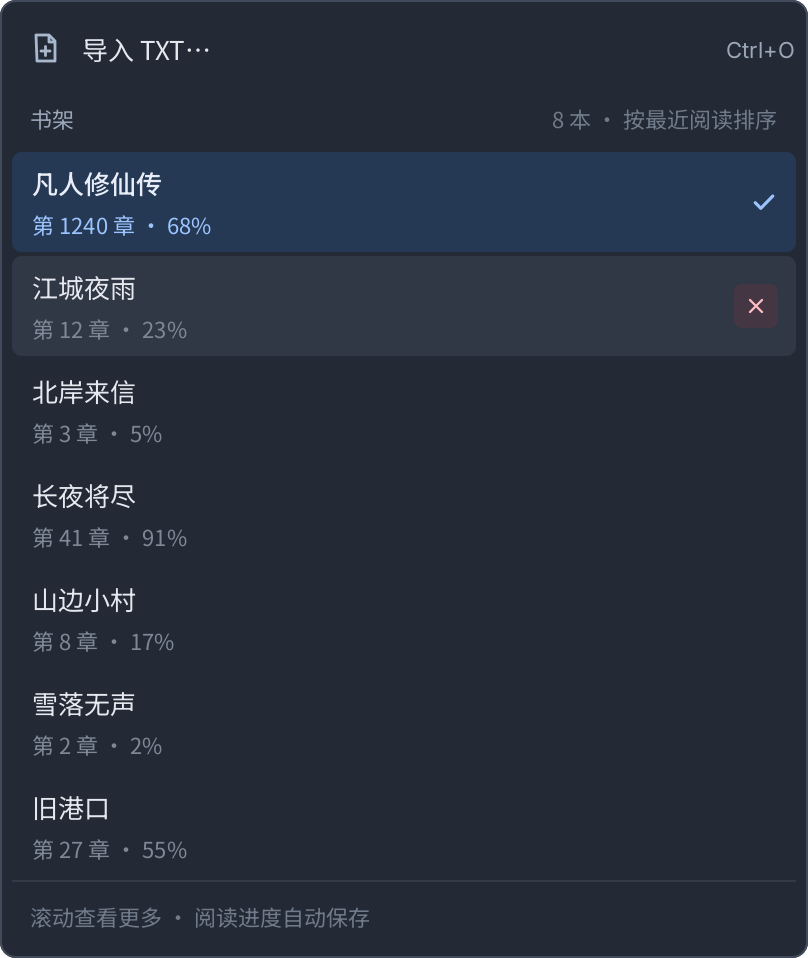 导入 TXT··· Ctrl+O
书架 8 本 · 按最近阅读排序
凡人修仙传
第 1240 章 · 68%
江城夜雨
第 12 章 · 23%
北岸来信
第 3 章 · 5%
长夜将尽
第 41 章 · 91%
山边小村
第 8 章 · 17%
雪落无声
第 2 章 · 2%
旧港口
第 27 章 · 55%
滚动查看更多 · 阅读进度自动保存